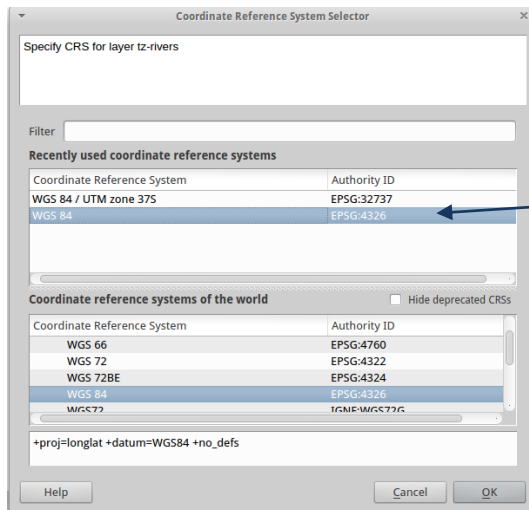 Coordinate Reference System Selector
Specify CRS for layer tz-rivers
Filter
Recently used coordinate reference systems
Coordinate Reference System Authority ID
WGS 84 / UTM zone 37S EPSG:32737
WGS 84 EPSG:4326
Coordinate reference systems of the world Hide deprecated CRSs
Coordinate Reference System Authority ID
WGS 66 EPSG:4760
WGS 72 EPSG:4322
WGS 72BE EPSG:4324
WGS 84 EPSG:4326
WGS72 IGNF:WGS72G
+proj=longlat +datum=WGS84 +no_defs
Help Cancel OK